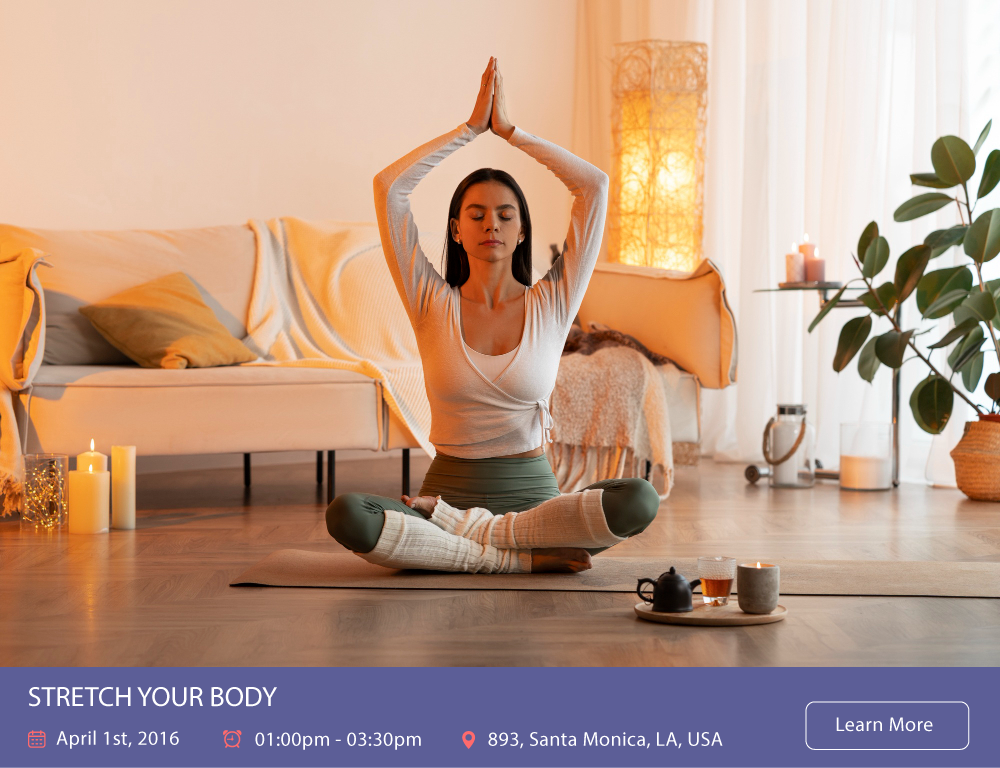 STRETCH YOUR BODY
April 1st, 2016 01:00pm - 03:30pm 893, Santa Monica, LA, USA
Learn More